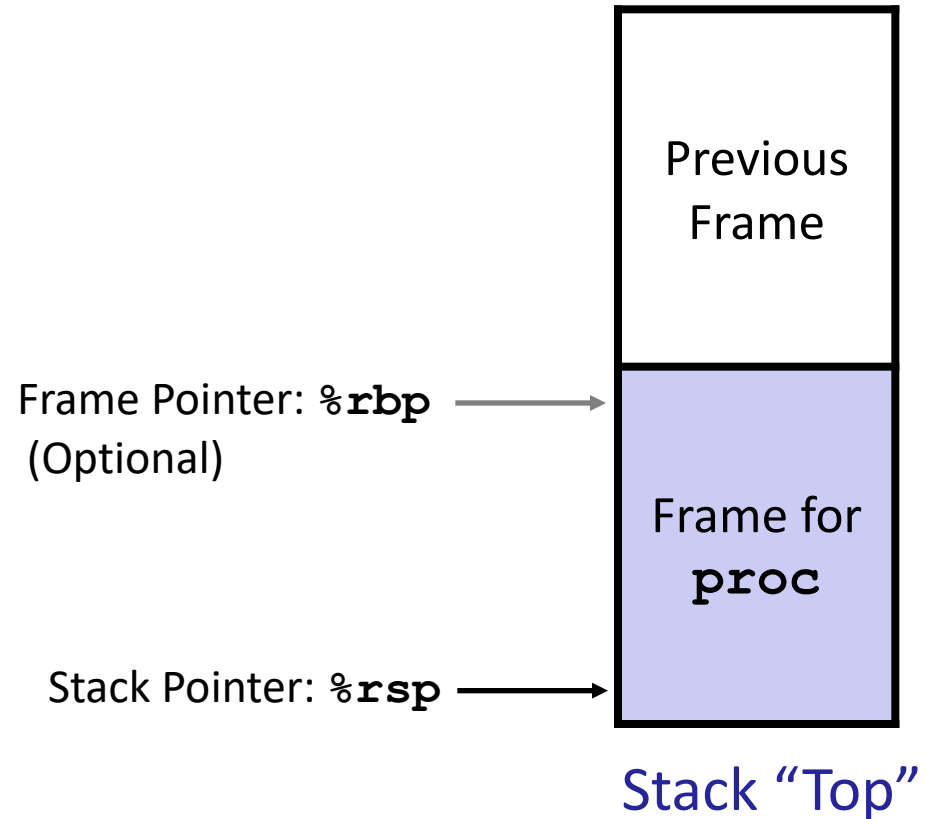 Previous
Frame
Frame Pointer: %rbp
(Optional)
Frame for
proc
Stack Pointer: %rsp
Stack “Top”